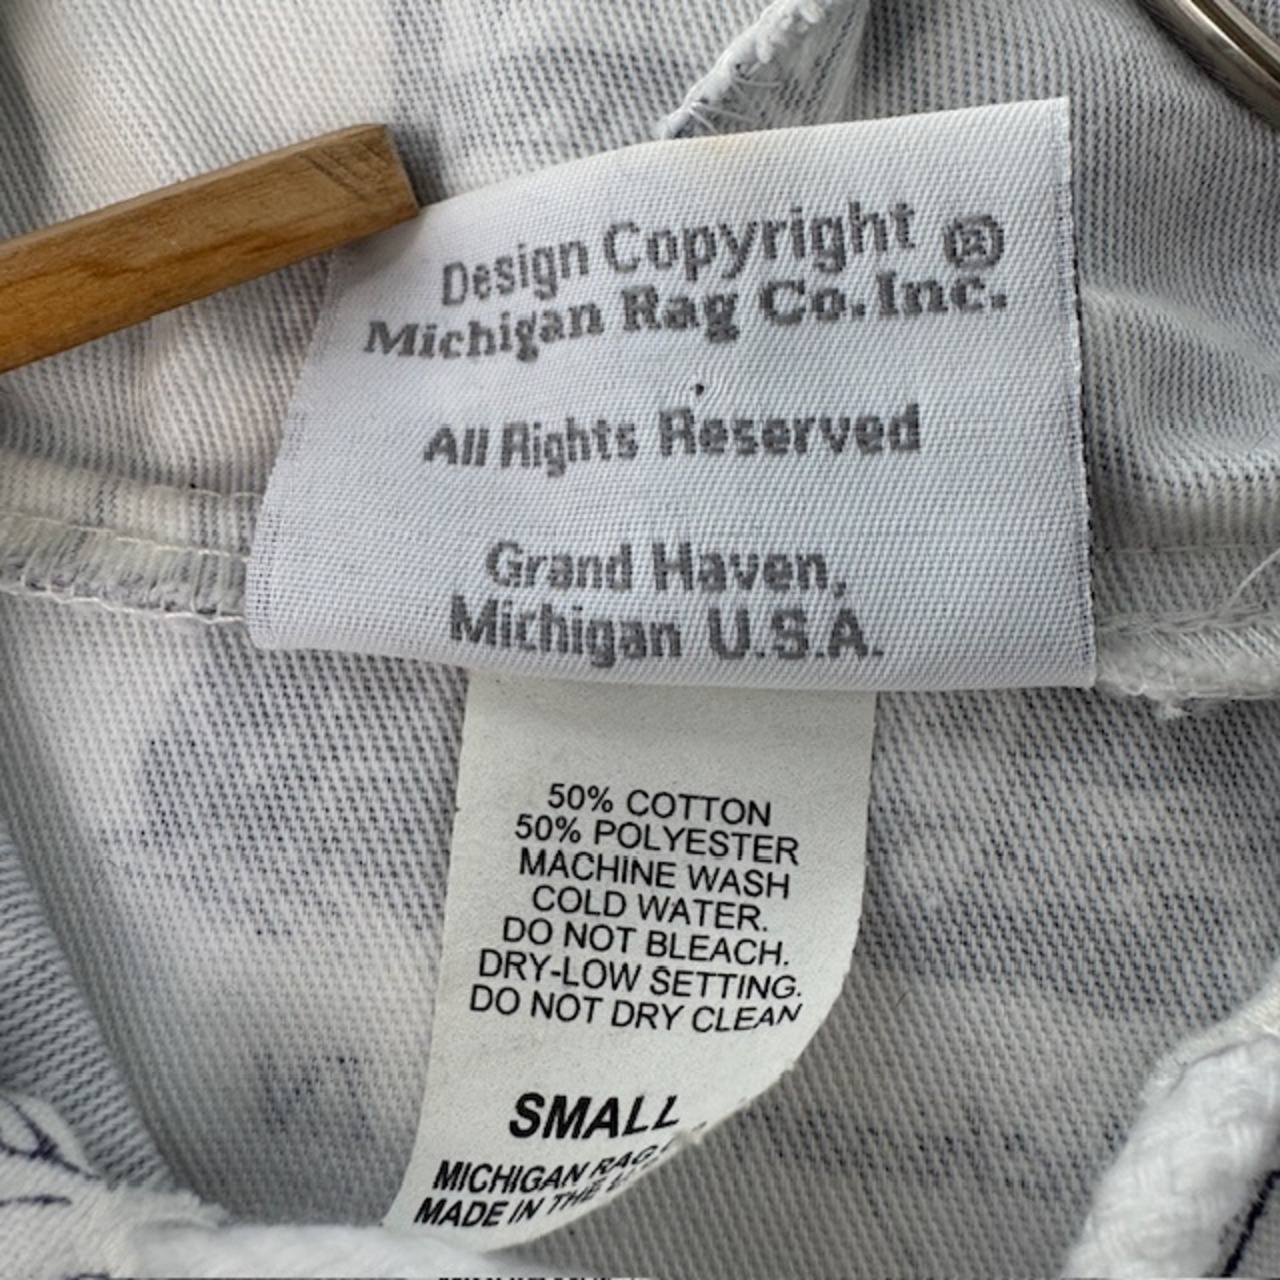 Design Copyright ®
Michigan Rag Co. Inc.
All Rights Reserved
Grand Haven,
Michigan U.S.A.
50% COTTON
50% POLYESTER
MACHINE WASH
COLD WATER.
DO NOT BLEACH.
DRY-LOW SETTING.
DO NOT DRY CLEAN
SMALL
MICHIGAN RAG
MADE IN THE